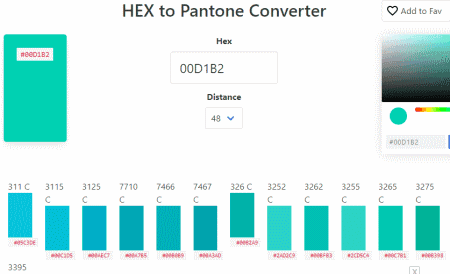 HEX to Pantone Converter
Add to Fav
#00D1B2
Hex
00D1B2
Distance
48
#00D1B2
311 C
3115 C
3125 C
7710 C
7466 C
7467 C
326 C
3252 C
3262 C
3255 C
3265 C
3275 C
#05C3DE
#00C1D5
#00AEC7
#00A7B5
#00B0B9
#00A3AD
#00B2A9
#2AD2C9
#00BFB3
#2CD5C4
#00C7B1
#00B398
3395
X